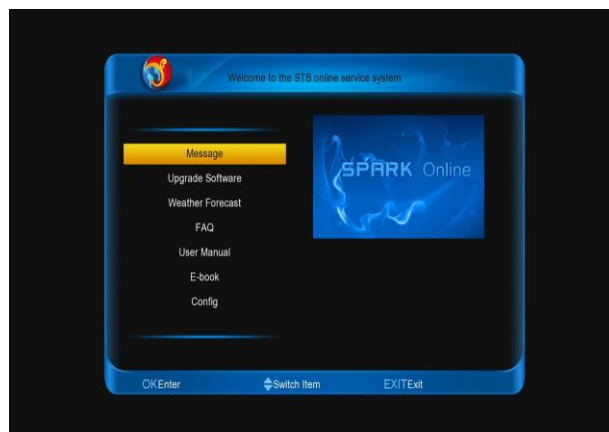 Welcome to the STB online service system
Message
SPARK Online
Upgrade Software
Weather Forecast
FAQ
User Manual
E-book
Config
OKEnter
Switch Item
EXITExit